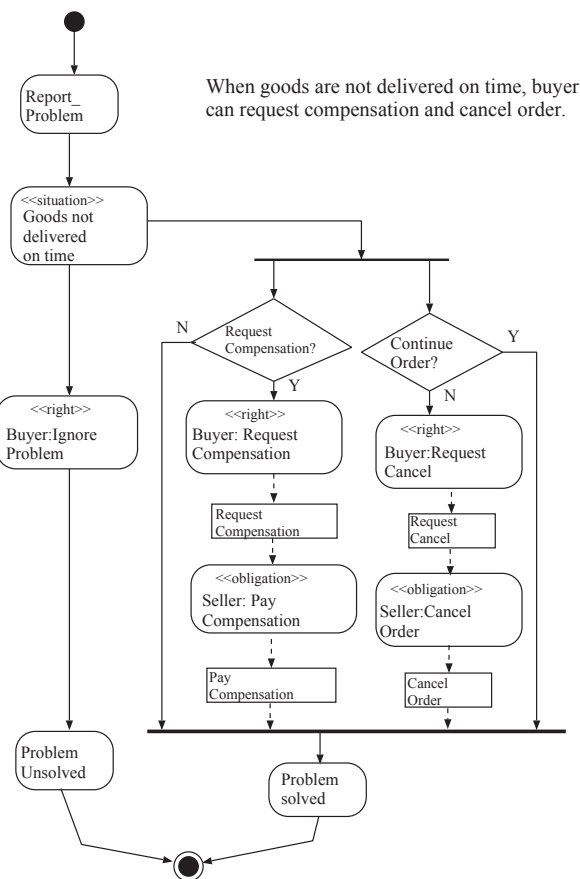 When goods are not delivered on time, buyer
can request compensation and cancel order.
Report_
Problem
<<situation>>
Goods not
delivered
on time
N
Request
Compensation?
Y
Continue
Order?
Y
N
<<right>>
Buyer:Ignore
Problem
<<right>>
Buyer: Request
Compensation
<<right>>
Buyer:Request
Cancel
Request
Compensation
Request
Cancel
<<obligation>>
Seller: Pay
Compensation
<<obligation>>
Seller:Cancel
Order
Pay
Compensation
Cancel
Order
Problem
Unsolved
Problem
solved